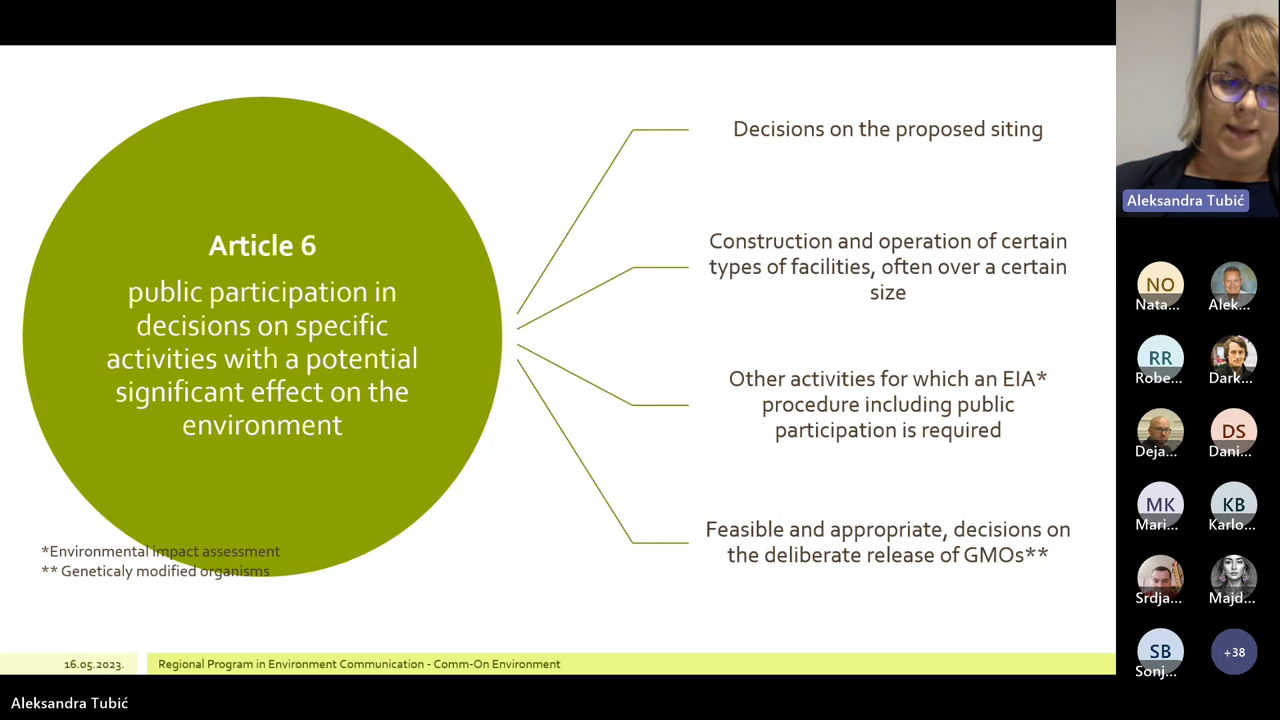 Article 6
public participation in
decisions on specific
activities with a potential
significant effect on the
environment
*Environmental impact assessment
** Geneticaly modified organisms
Decisions on the proposed siting
Construction and operation of certain
types of facilities, often over a certain
size
Other activities for which an EIA*
procedure including public
participation is required
Feasible and appropriate, decisions on
the deliberate release of GMOs**
16.05.2023.
Regional Program in Environment Communication - Comm-On Environment
Aleksandra Tubić
Aleksandra Tubić
NO
Nata...
Alek...
RR
Robe...
Dark...
Deja...
DS
Dani...
MK
Mari...
KB
Karlo...
Srdja...
Majd...
SB
Sonj...
+38